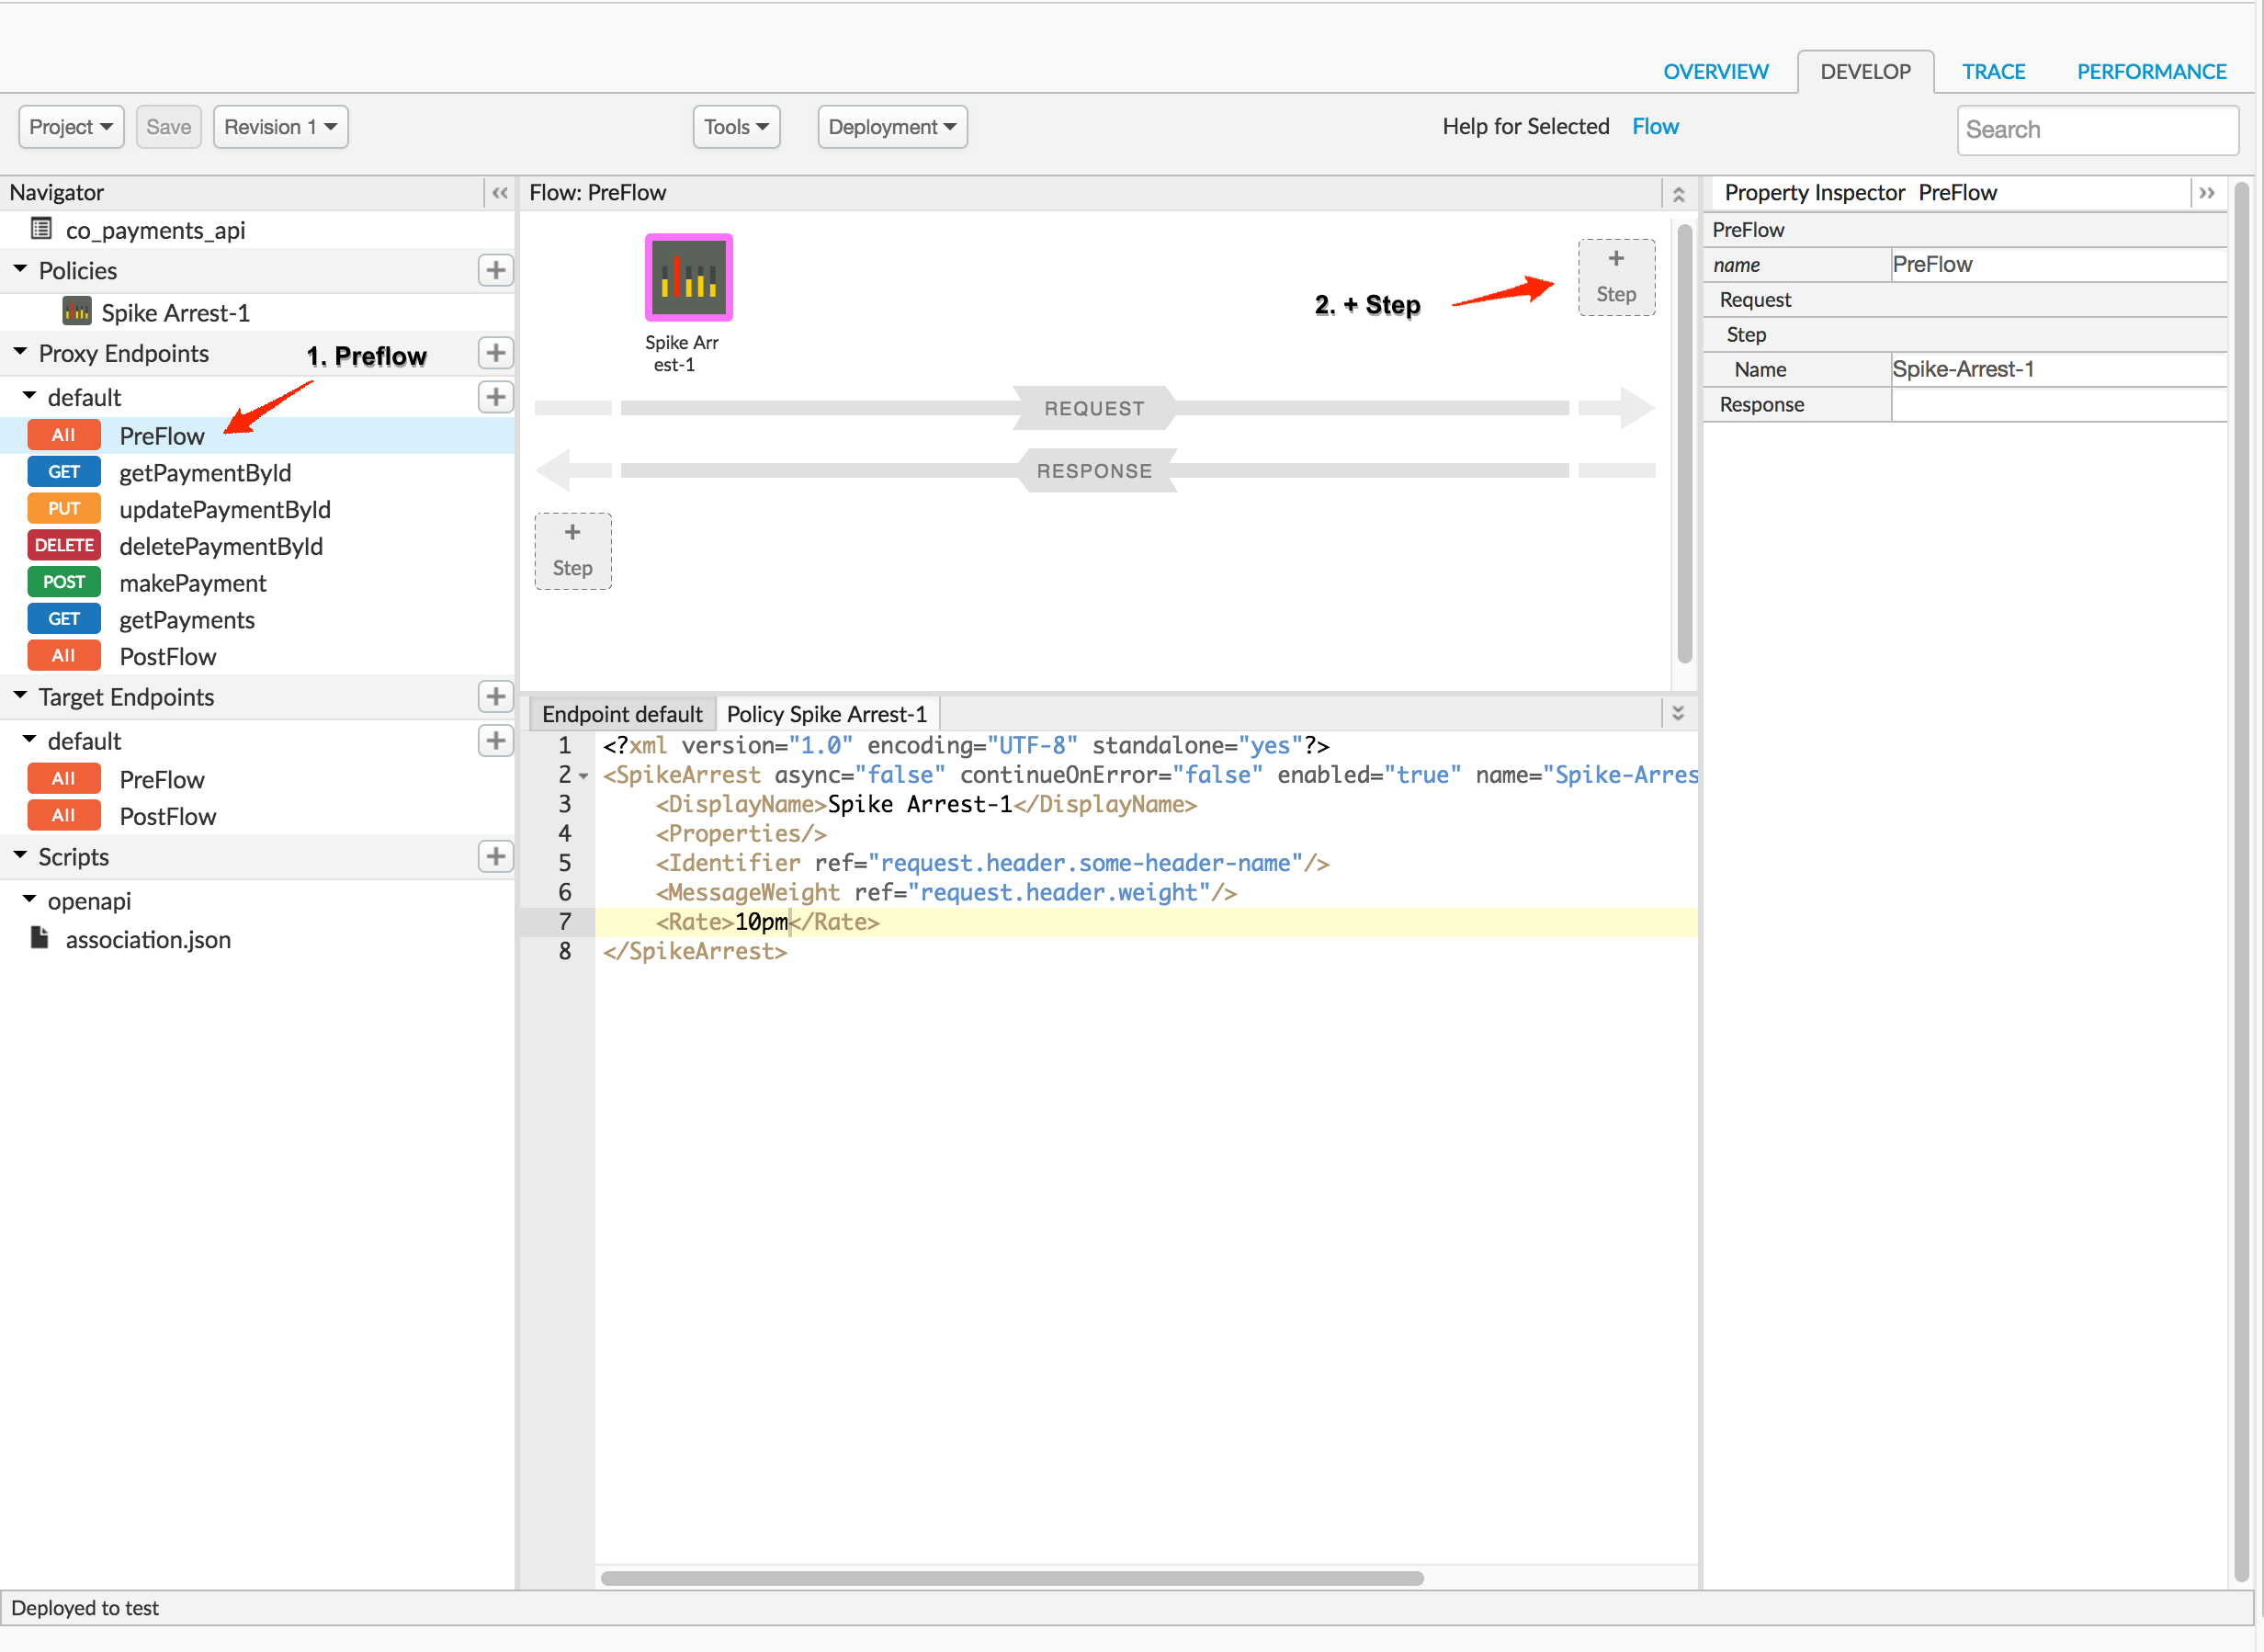 OVERVIEW DEVELOP TRACE PERFORMANCE
Project Save Revision 1 Tools Deployment Help for Selected Flow Search
Navigator
co_payments_api
Policies
Spike Arrest-1
Proxy Endpoints
1. Preflow
default
All PreFlow
GET getPaymentById
PUT updatePaymentById
DELETE deletePaymentById
POST makePayment
GET getPayments
All PostFlow
Target Endpoints
default
All PreFlow
All PostFlow
Scripts
openapi
association.json
Flow: PreFlow
Spike Arr
est-1
2. + Step
+
Step
REQUEST
RESPONSE
+
Step
Endpoint default Policy Spike Arrest-1
1 <?xml version="1.0" encoding="UTF-8" standalone="yes"?>
2 <SpikeArrest async="false" continueOnError="false" enabled="true" name="Spike-Arres
3 <DisplayName>Spike Arrest-1</DisplayName>
4 <Properties/>
5 <Identifier ref="request.header.some-header-name"/>
6 <MessageWeight ref="request.header.weight"/>
7 <Rate>10pm</Rate>
8 </SpikeArrest>
Property Inspector PreFlow
PreFlow
name PreFlow
Request
Step
Name Spike-Arrest-1
Response
Deployed to test